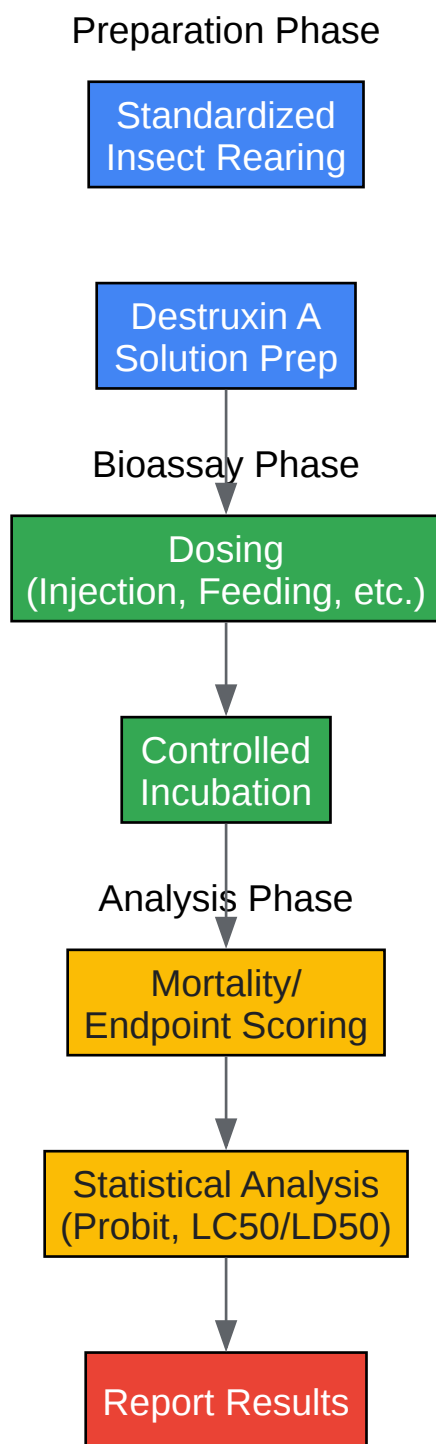 Preparation Phase
Standardized
Insect Rearing
Destruxin A
Solution Prep
Bioassay Phase
Dosing
(Injection, Feeding, etc.)
Controlled
Incubation
Analysis Phase
Mortality/
Endpoint Scoring
Statistical Analysis
(Probit, LC50/LD50)
Report Results